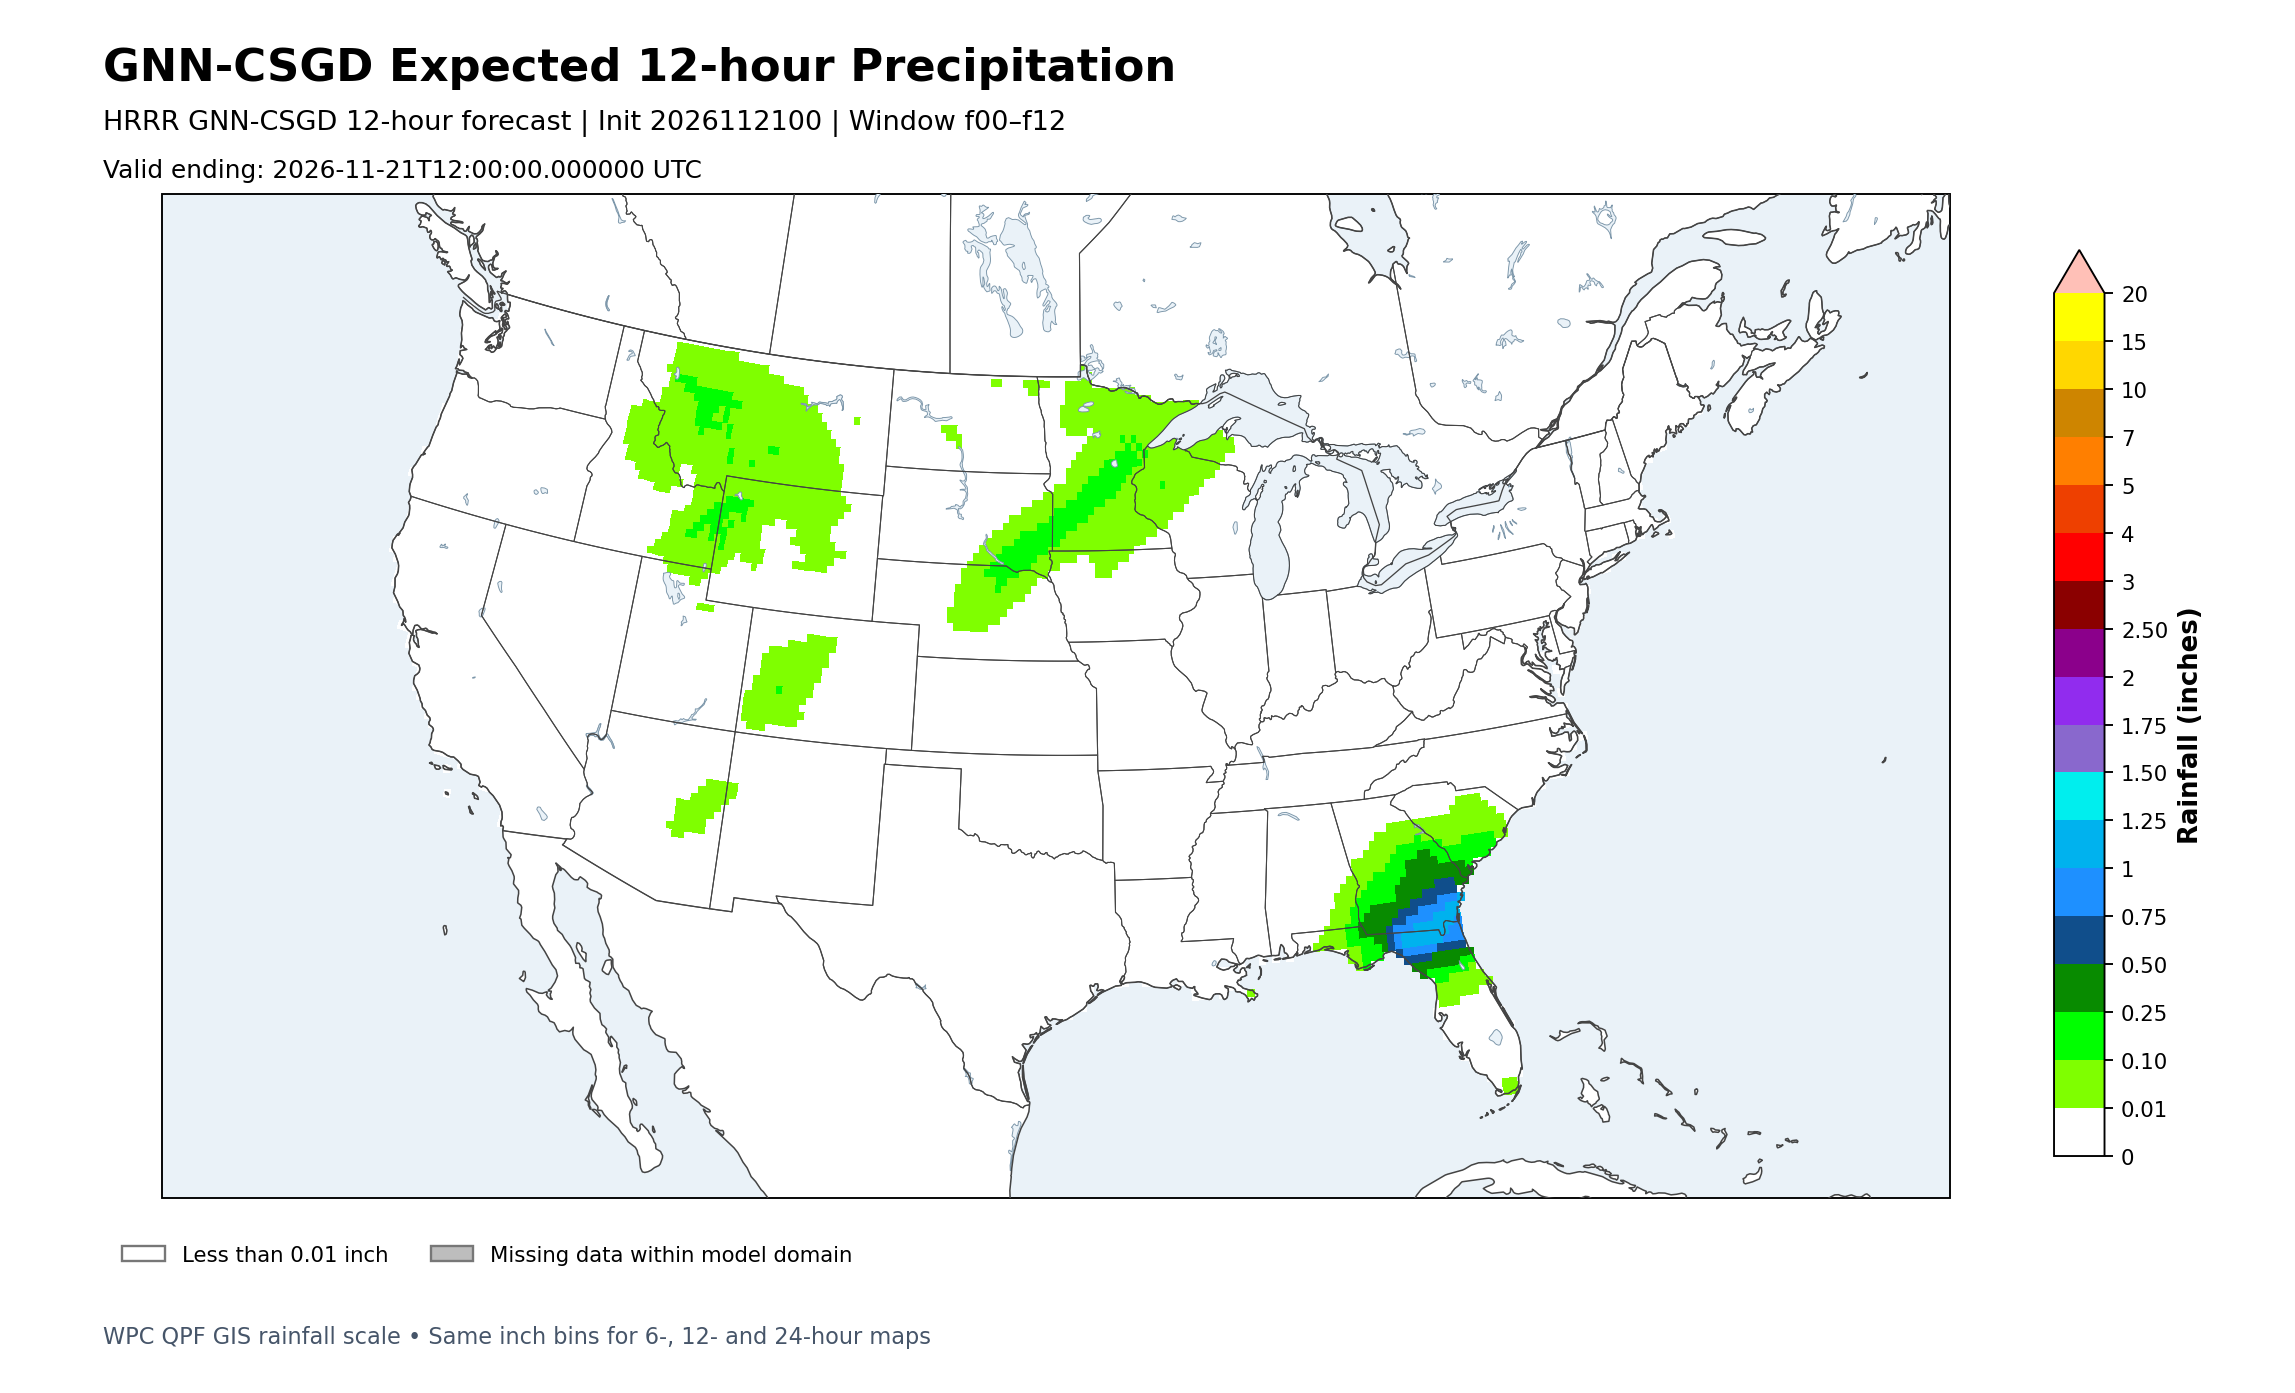 GNN-CSGD Expected 12-hour Precipitation
HRRR GNN-CSGD 12-hour forecast | Init 2026112100 | Window f00–f12
Valid ending: 2026-11-21T12:00:00.000000 UTC
20
15
10
7
5
4
3
2.50
2
1.75
1.50
1.25
1
0.75
0.50
0.25
0.10
0.01
0
Rainfall (inches)
Less than 0.01 inch
Missing data within model domain
WPC QPF GIS rainfall scale • Same inch bins for 6-, 12- and 24-hour maps